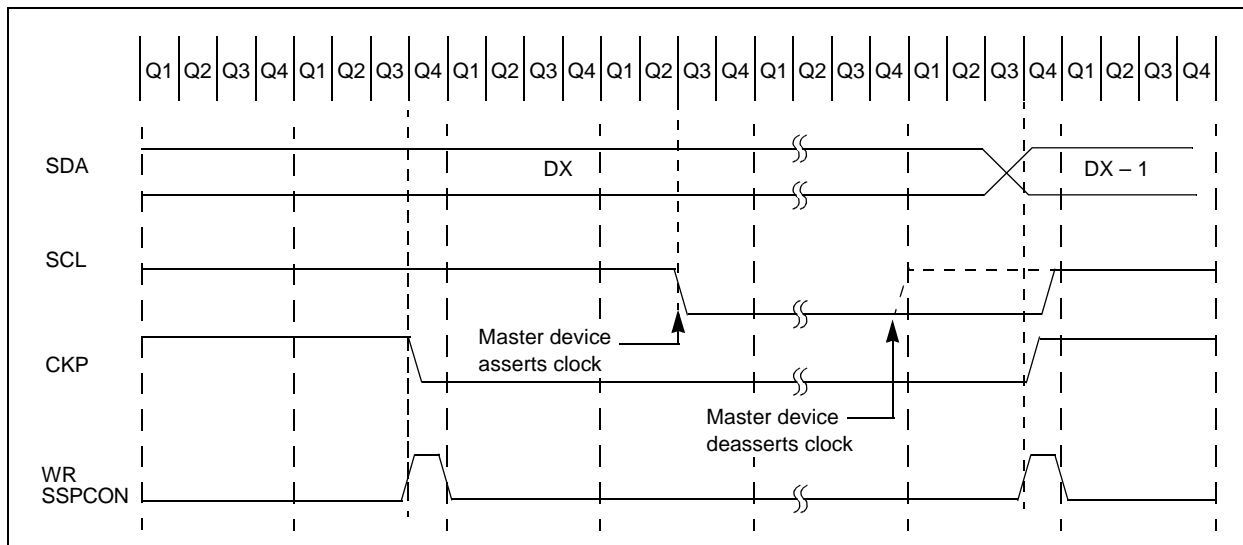 Q1 Q2 Q3 Q4 Q1 Q2 Q3 Q4 Q1 Q2 Q3 Q4 Q1 Q2 Q3 Q4 Q1 Q2 Q3 Q4 Q1 Q2 Q3 Q4 Q1 Q2 Q3 Q4
SDA
DX
DX – 1
SCL
Master device
asserts clock
CKP
Master device
deasserts clock
WR
SSPCON